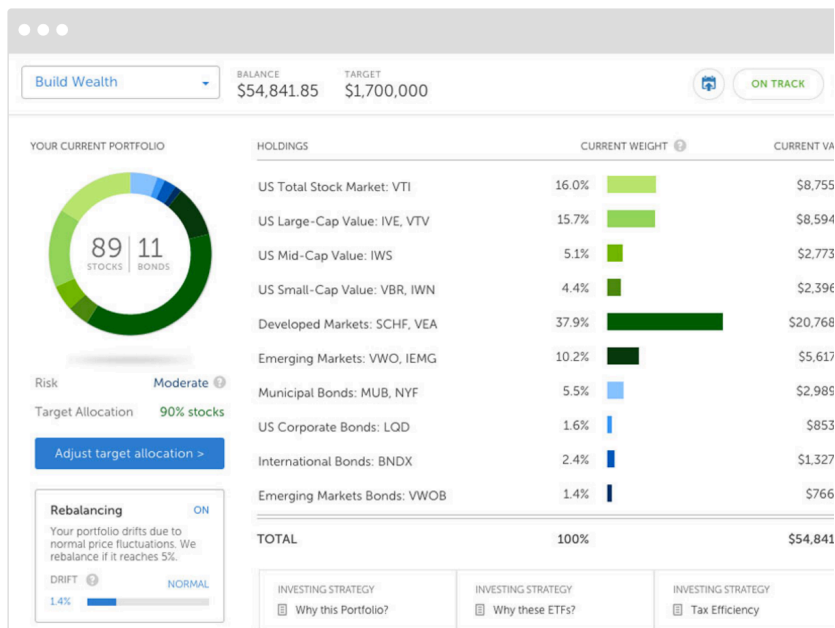 Build Wealth
BALANCE
$54,841.85
TARGET
$1,700,000
ON TRACK
YOUR CURRENT PORTFOLIO
89 11
STOCKS BONDS
Risk Moderate ?
Target Allocation 90% stocks
Adjust target allocation >
Rebalancing ON
Your portfolio drifts due to
normal price fluctuations. We
rebalance if it reaches 5%.
DRIFT ? NORMAL
1.4%
HOLDINGS CURRENT WEIGHT ? CURRENT VA
US Total Stock Market: VTI 16.0% $8,755
US Large-Cap Value: IVE, VTV 15.7% $8,594
US Mid-Cap Value: IWS 5.1% $2,773
US Small-Cap Value: VBR, IWN 4.4% $2,396
Developed Markets: SCHF, VEA 37.9% $20,768
Emerging Markets: VWO, IEMG 10.2% $5,617
Municipal Bonds: MUB, NYF 5.5% $2,989
US Corporate Bonds: LQD 1.6% $853
International Bonds: BNDX 2.4% $1,327
Emerging Markets Bonds: VWOB 1.4% $766
TOTAL 100% $54,841
INVESTING STRATEGY
Why this Portfolio?
INVESTING STRATEGY
Why these ETFs?
INVESTING STRATEGY
Tax Efficiency